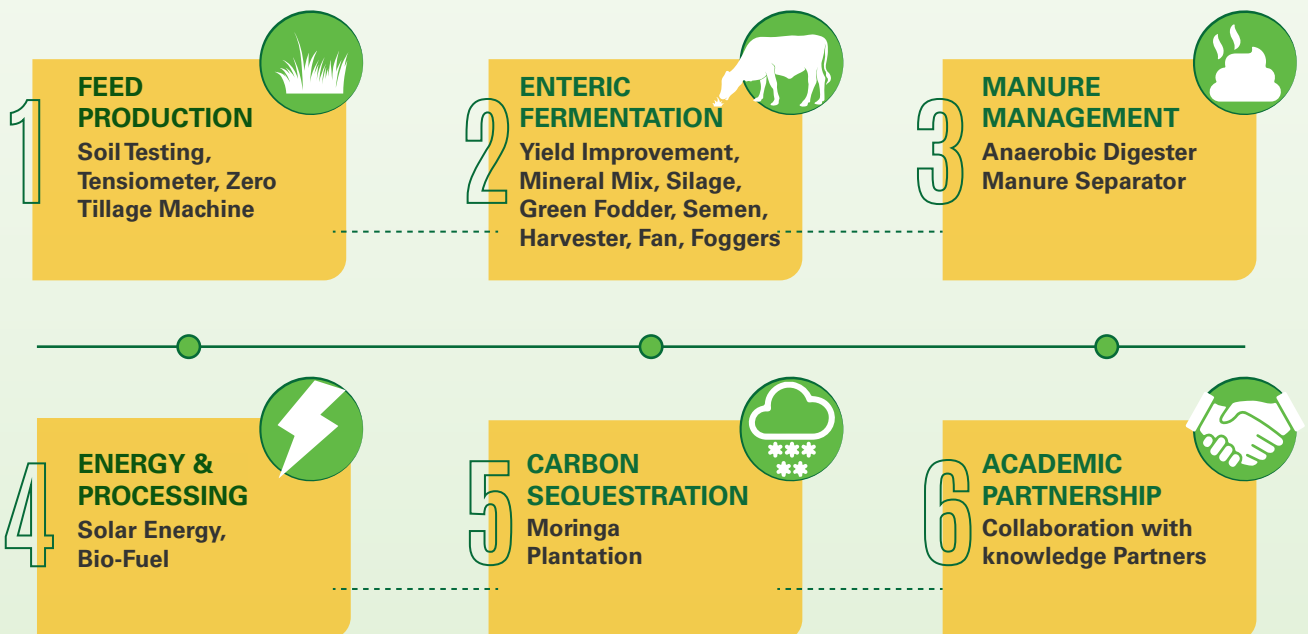 1
FEED
PRODUCTION
Soil Testing,
Tensiometer, Zero
Tillage Machine
2
ENTERIC
FERMENTATION
Yield Improvement,
Mineral Mix, Silage,
Green Fodder, Semen,
Harvester, Fan, Foggers
3
MANURE
MANAGEMENT
Anaerobic Digester
Manure Separator
4
ENERGY &
PROCESSING
Solar Energy,
Bio-Fuel
5
CARBON
SEQUESTRATION
Moringa
Plantation
6
ACADEMIC
PARTNERSHIP
Collaboration with
knowledge Partners